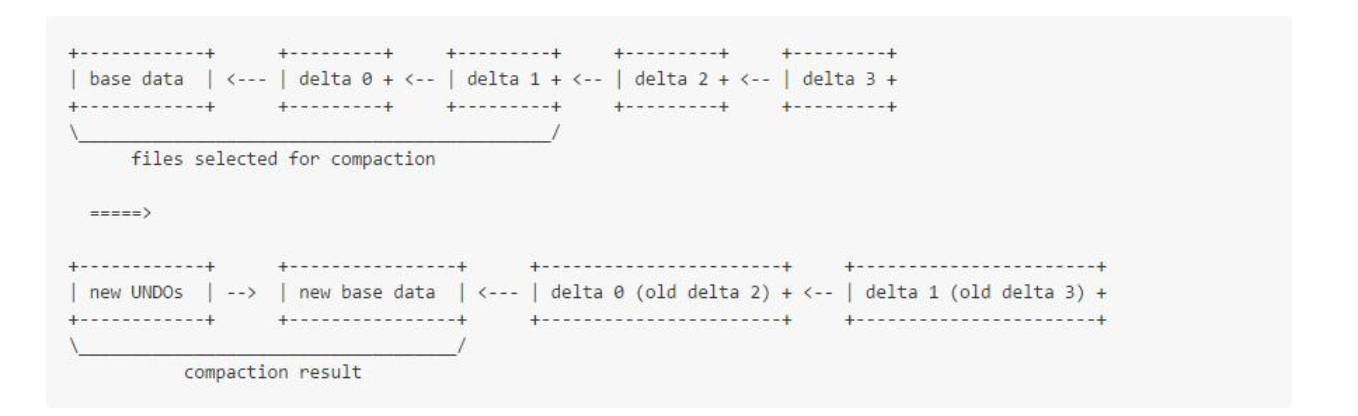 +------------+      +---------+     +---------+     +---------+     +---------+
| base data  | <--- | delta 0 + <-- | delta 1 + <-- | delta 2 + <-- | delta 3 +
+------------+      +---------+     +---------+     +---------+     +---------+
\_____________________________________________/
      files selected for compaction
  =====>
+------------+      +----------------+      +-----------------------+     +-----------------------+
| new UNDOs  | -->  | new base data  | <--- | delta 0 (old delta 2) + <-- | delta 1 (old delta 3) +
+------------+      +----------------+      +-----------------------+     +-----------------------+
\____________________________________/
           compaction result